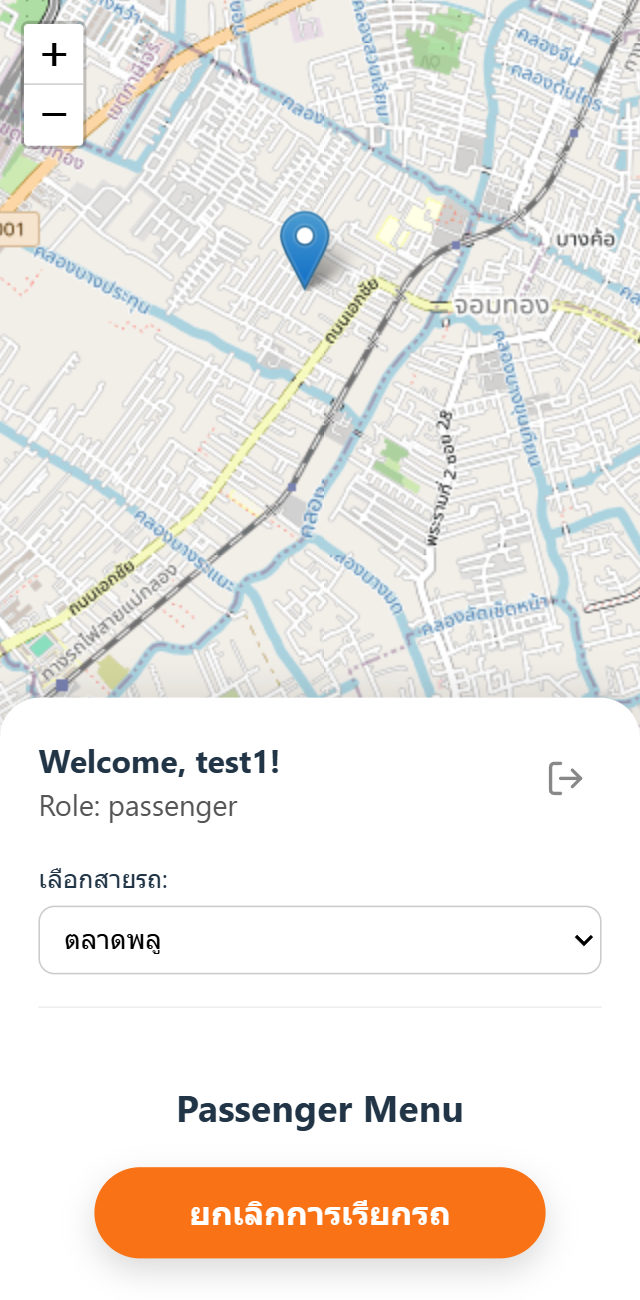 +
−
คลองสวนเลียบ
คลองจีน
คลองต้นไทร
คลอง
001
คลองบางประทุน
บางค้อ
จอมทอง
ถนนเอกชัย
คลองบางขุนเทียน
พระรามที่ 2 ซอย 28
คลอง
คลองบางระแนะ
ถนนเอกชัย
ทางรถไฟสายแม่กลอง
คลองลัดเช็ดหน้า
Welcome, test1!
Role: passenger
เลือกสายรถ:
ตลาดพลู
Passenger Menu
ยกเลิกการเรียกรถ